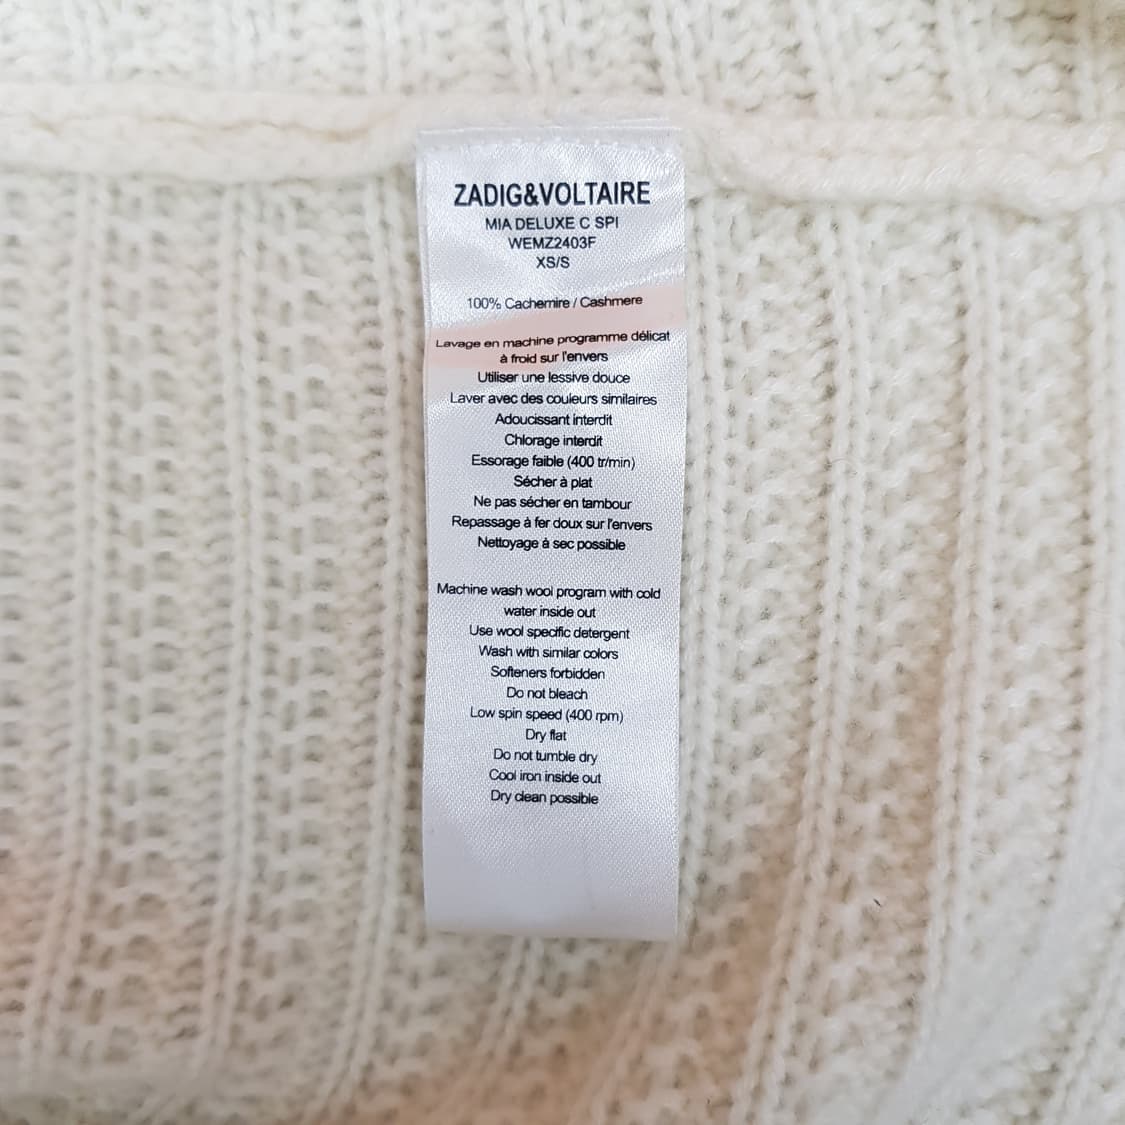 ZADIG&VOLTAIRE
MIA DELUXE C SPI
WEMZ2403F
XS/S
100% Cachemire / Cashmere
Lavage en machine programme délicat
à froid sur l'envers
Utiliser une lessive douce
Laver avec des couleurs similaires
Adoucissant interdit
Chlorage interdit
Essorage faible (400 tr/min)
Sécher à plat
Ne pas sécher en tambour
Repassage à fer doux sur l'envers
Nettoyage à sec possible
Machine wash wool program with cold
water inside out
Use wool specific detergent
Wash with similar colors
Softeners forbidden
Do not bleach
Low spin speed (400 rpm)
Dry flat
Do not tumble dry
Cool iron inside out
Dry clean possible